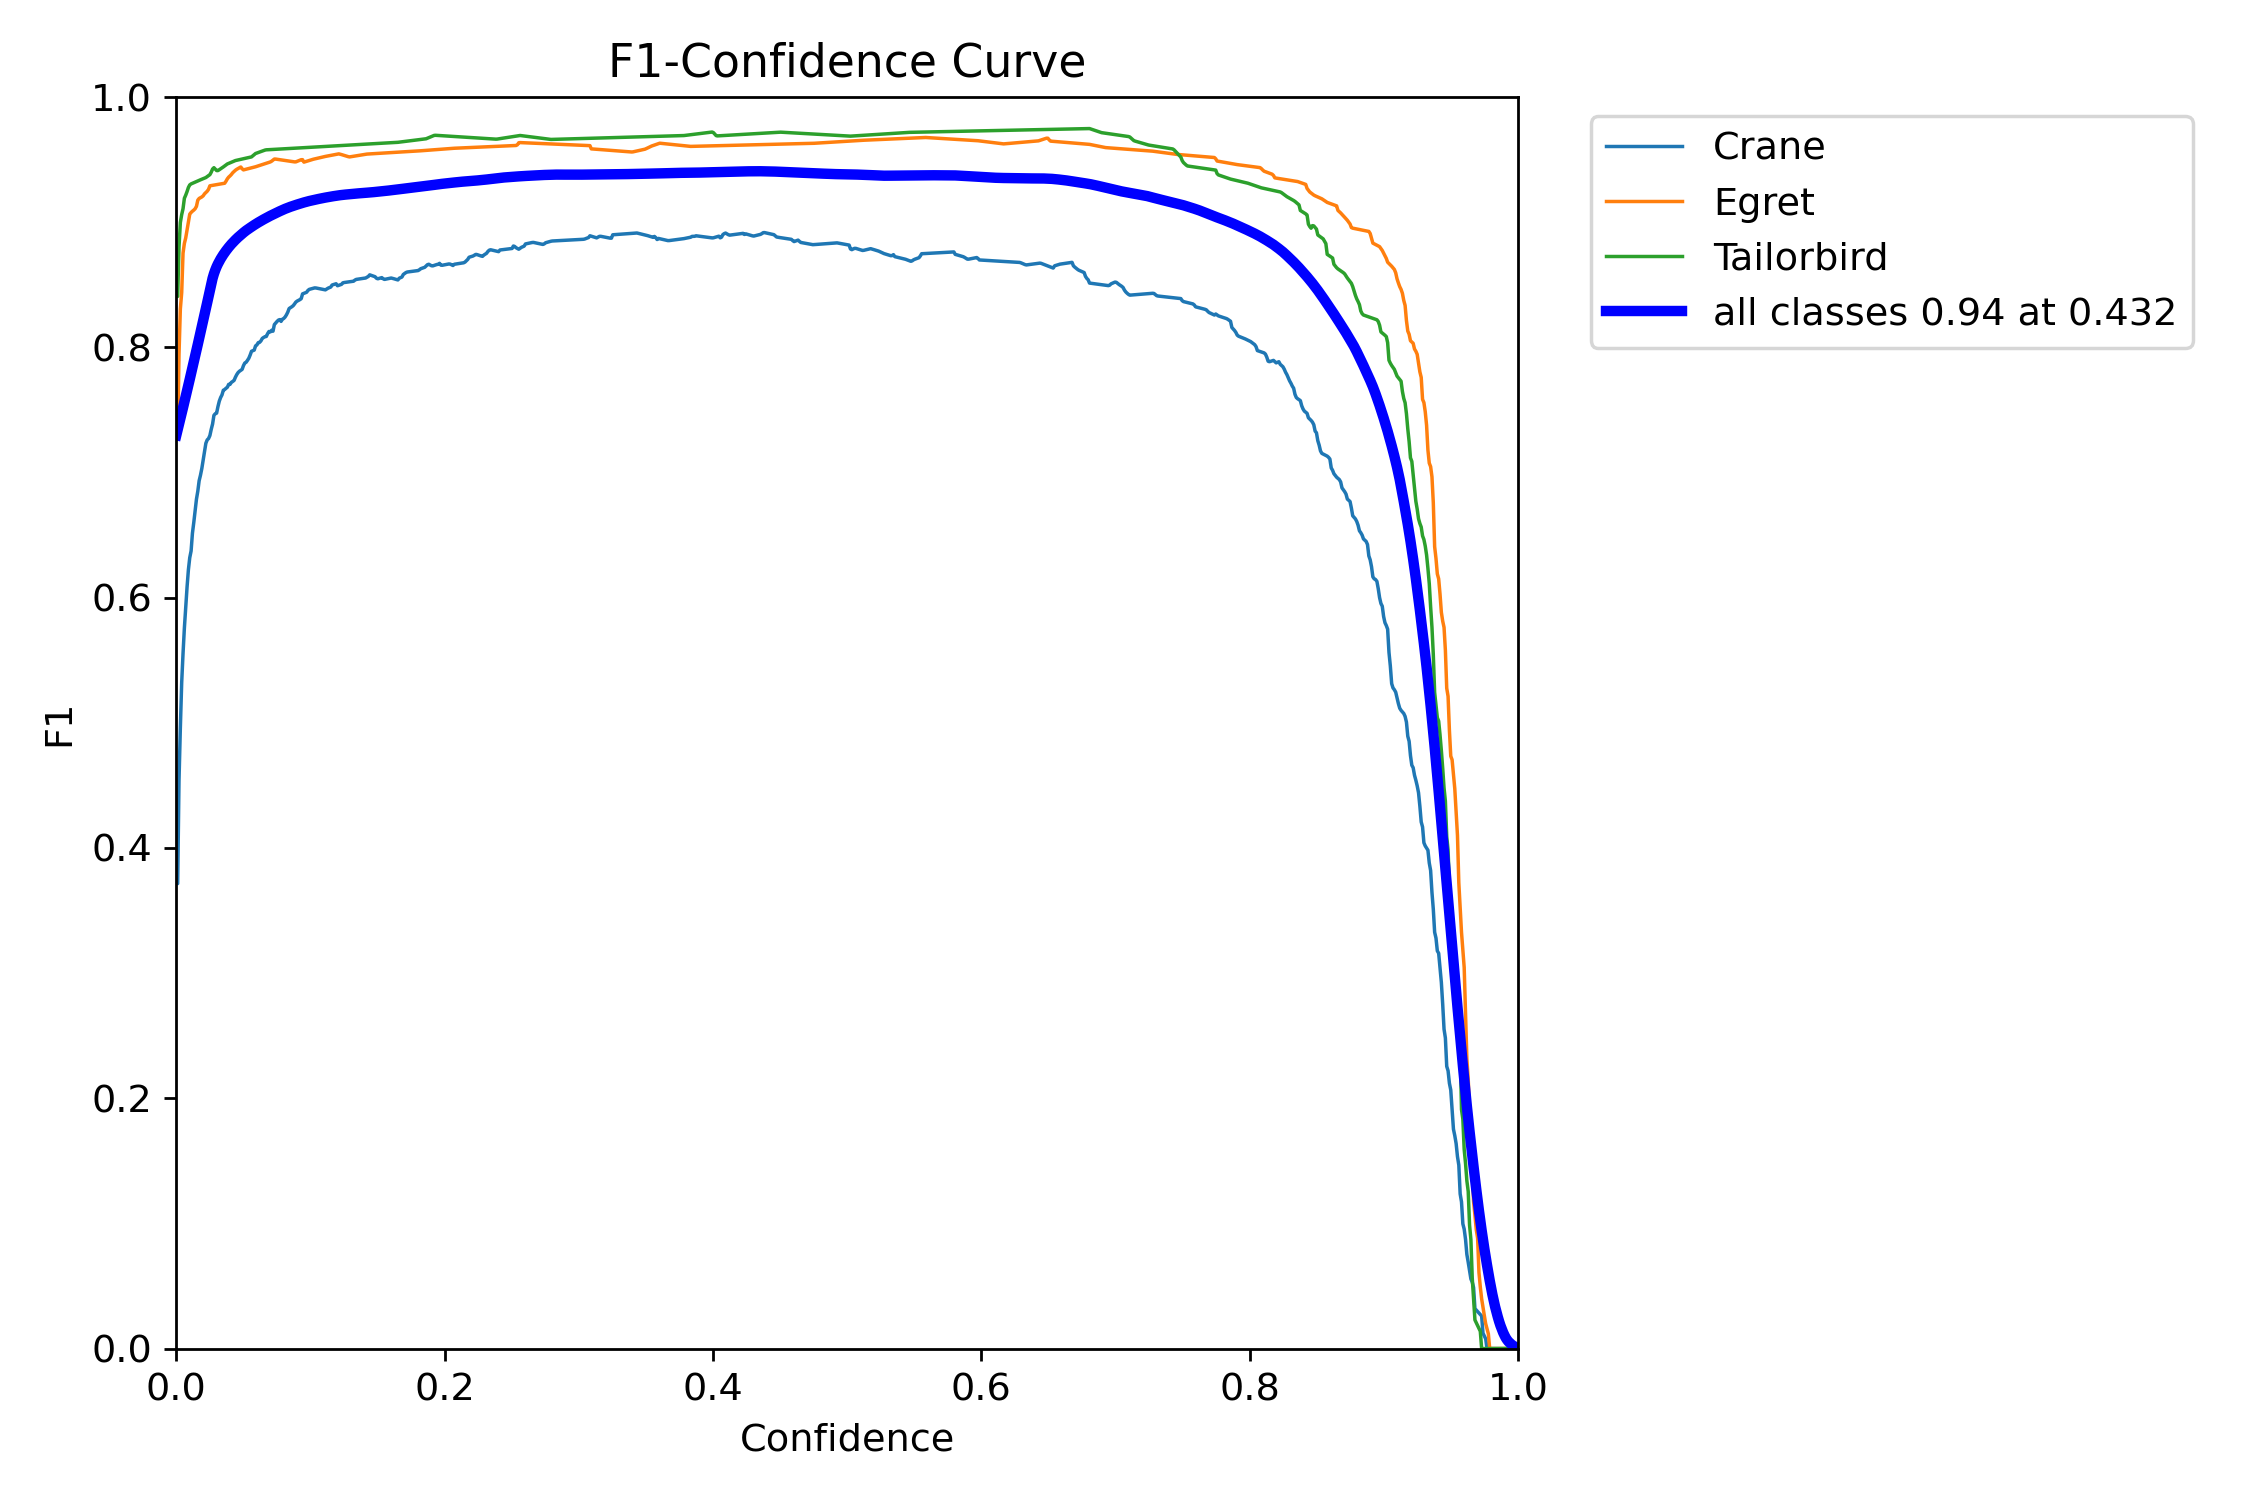 F1-Confidence Curve
1.0
0.8
0.6
0.4
0.2
0.0
F1
0.0 0.2 0.4 0.6 0.8 1.0
Confidence
Crane
Egret
Tailorbird
all classes 0.94 at 0.432